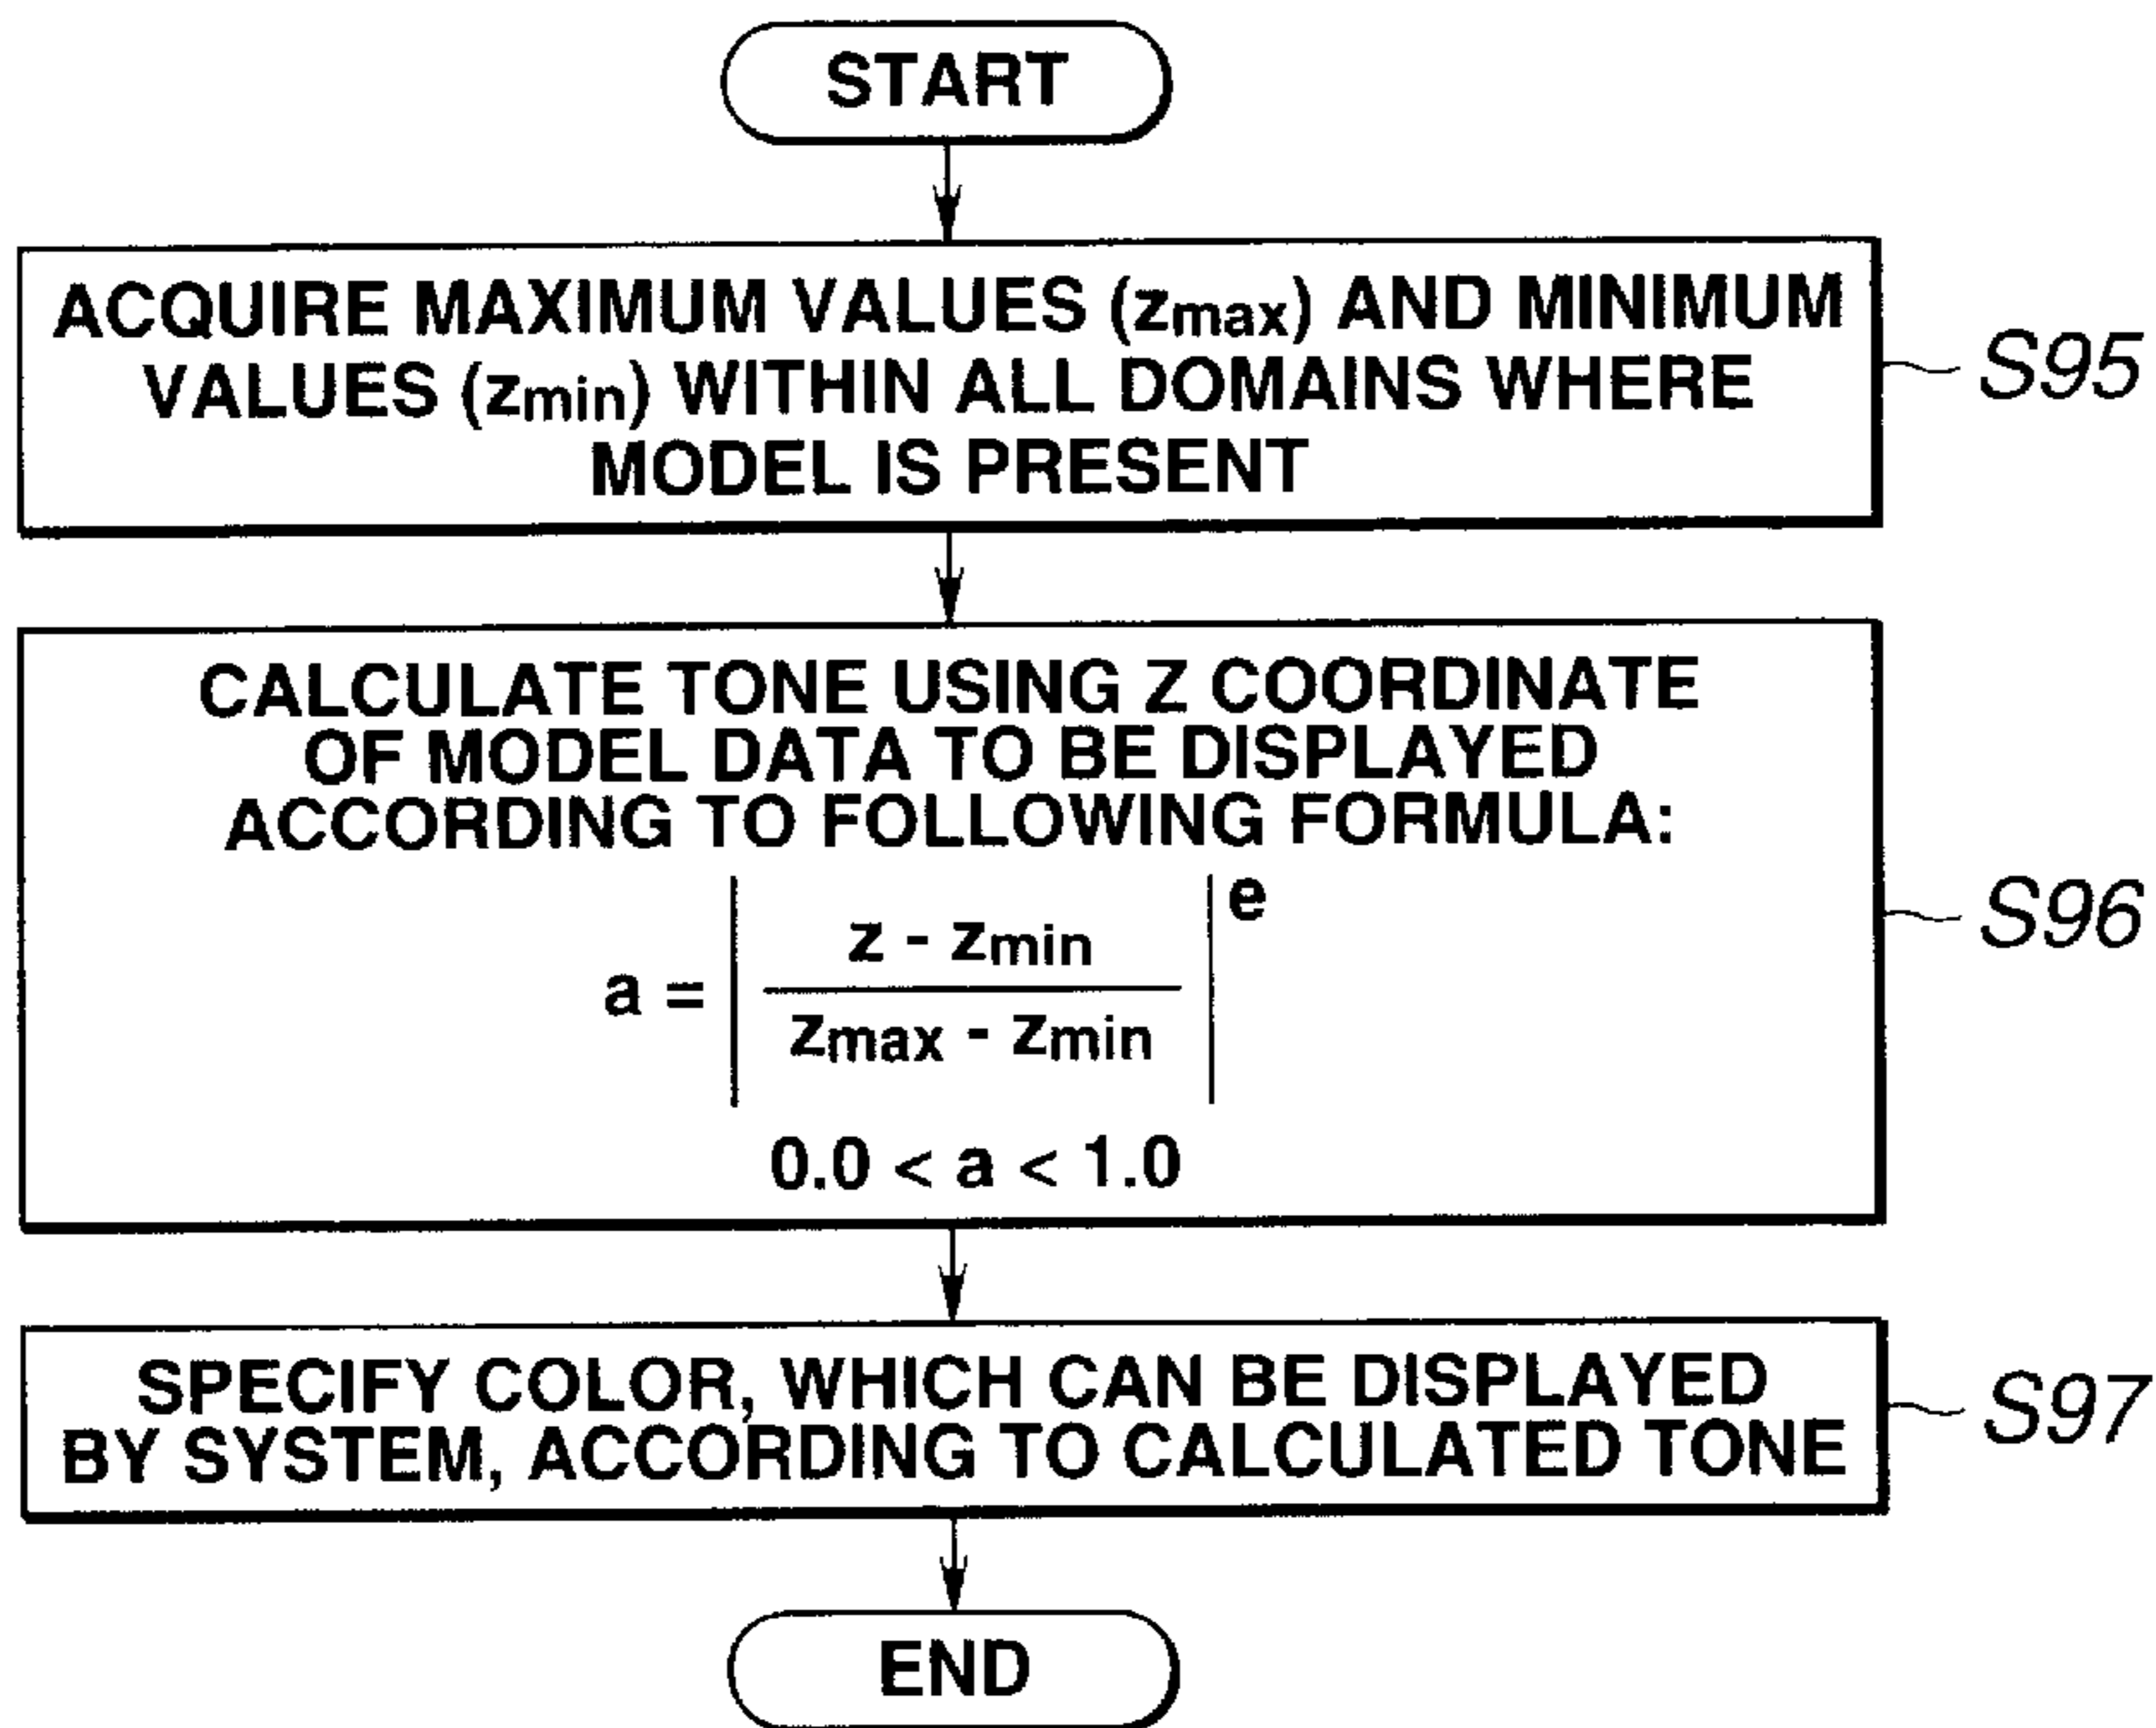 START
ACQUIRE MAXIMUM VALUES (zmax) AND MINIMUM
VALUES (zmin) WITHIN ALL DOMAINS WHERE
MODEL IS PRESENT
S95
CALCULATE TONE USING Z COORDINATE
OF MODEL DATA TO BE DISPLAYED
ACCORDING TO FOLLOWING FORMULA:
a = | (z - zmin) / (zmax - zmin) |^e
0.0 < a < 1.0
S96
SPECIFY COLOR, WHICH CAN BE DISPLAYED
BY SYSTEM, ACCORDING TO CALCULATED TONE
S97
END